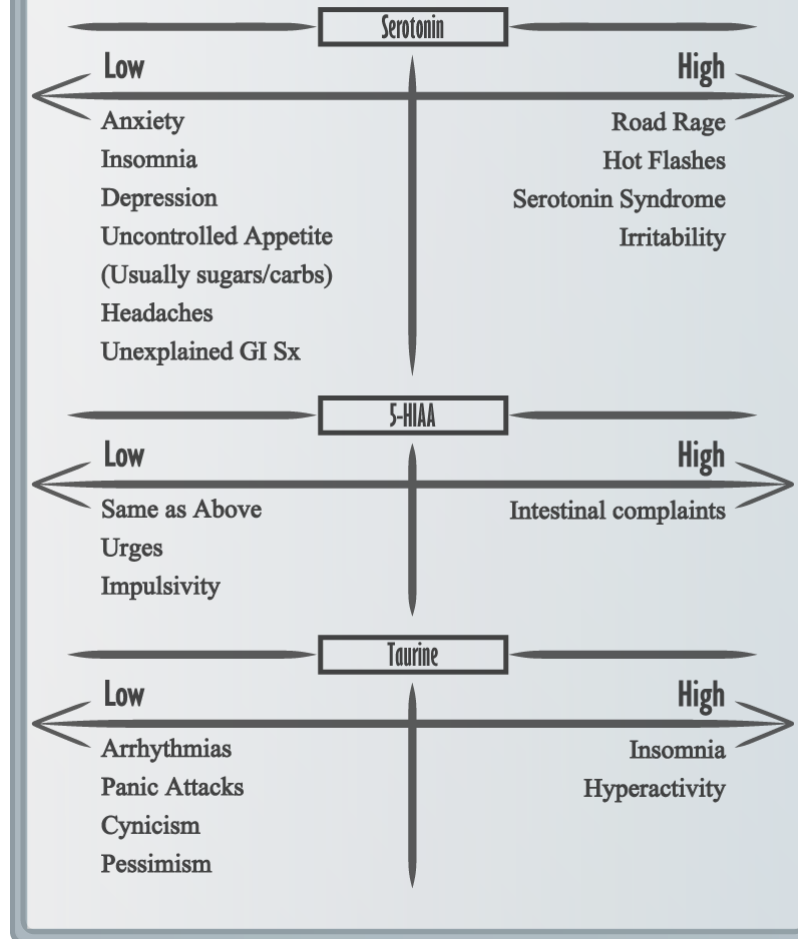 Serotonin
Low
High
Anxiety
Insomnia
Depression
Uncontrolled Appetite
(Usually sugars/carbs)
Headaches
Unexplained GI Sx
Road Rage
Hot Flashes
Serotonin Syndrome
Irritability
5-HIAA
Low
High
Same as Above
Urges
Impulsivity
Intestinal complaints
Taurine
Low
High
Arrhythmias
Panic Attacks
Cynicism
Pessimism
Insomnia
Hyperactivity